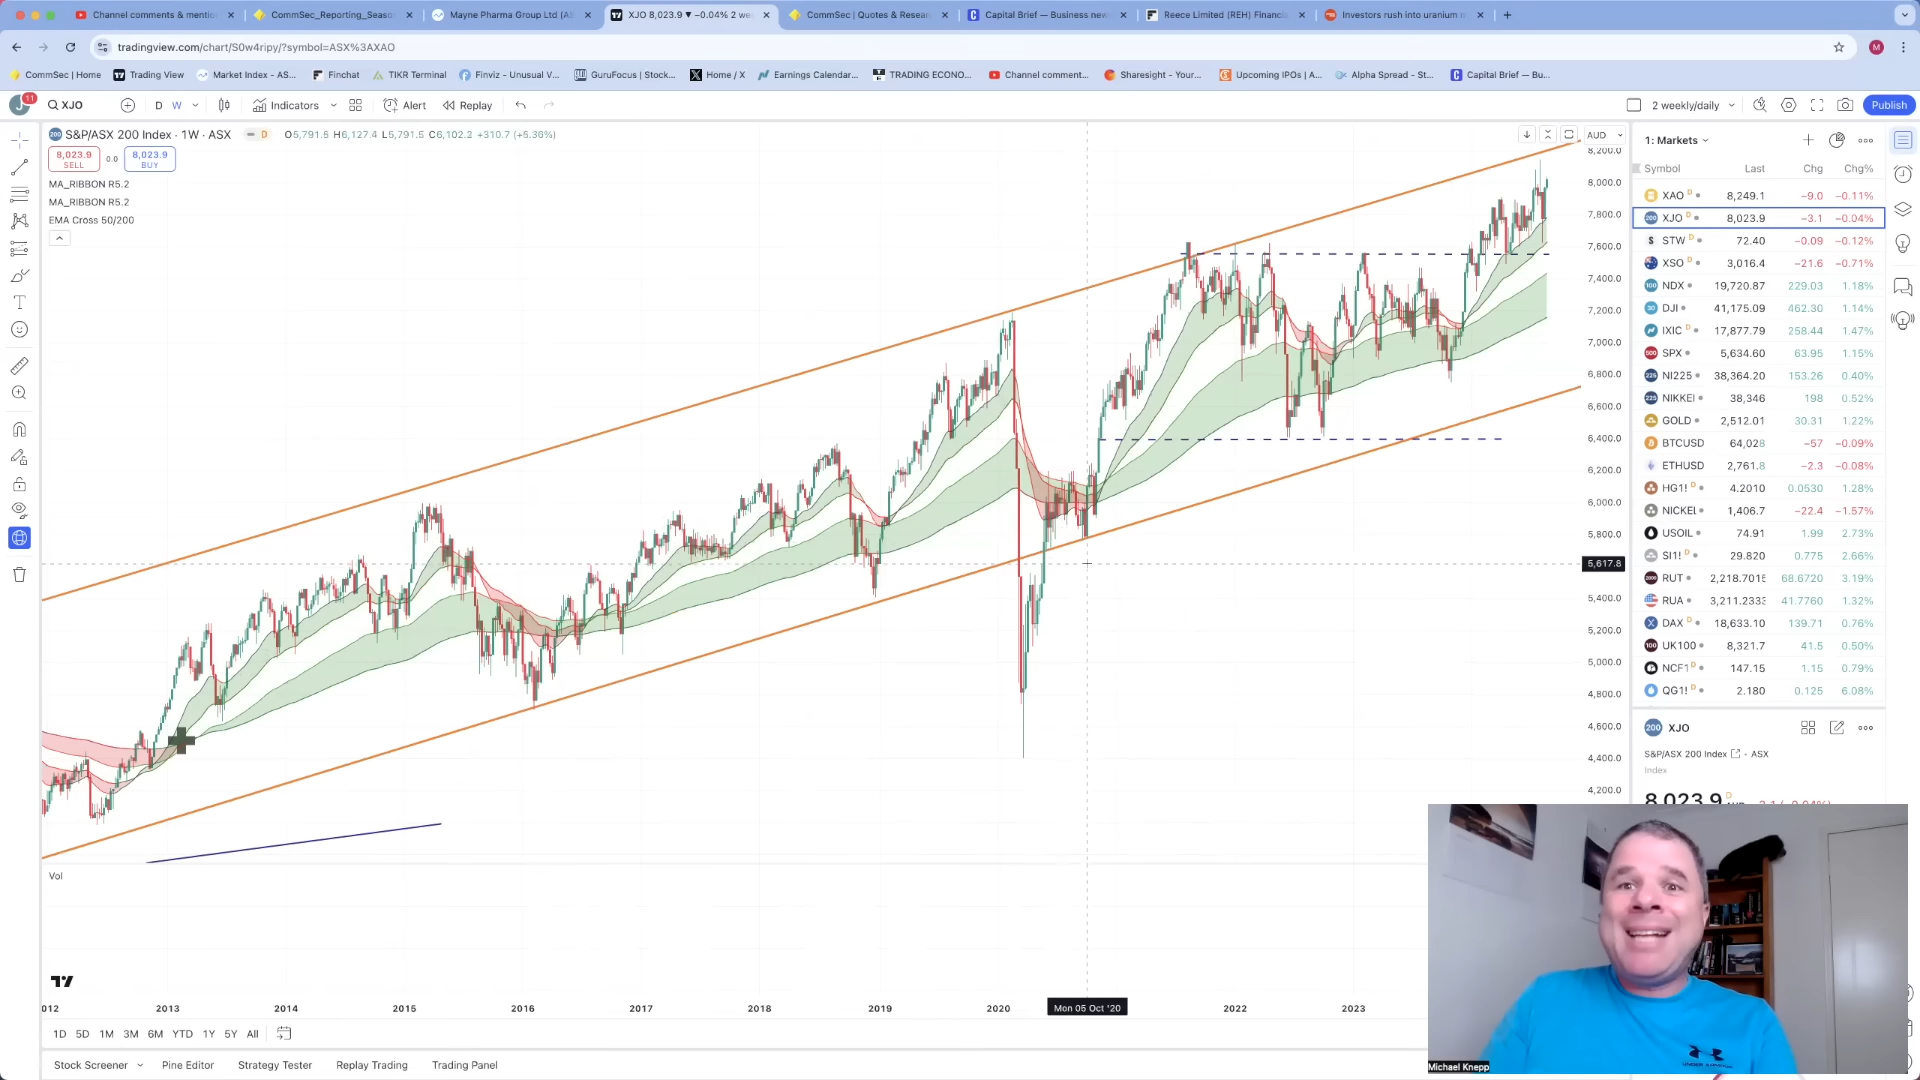 Channel comments & mentio
CommSec_Reporting_Seaso
Mayne Pharma Group Ltd (A
XJO 8,023.9 ▼ −0.04% 2 we
CommSec | Quotes & Resear
Capital Brief — Business new
Reece Limited (REH) Financi
Investors rush into uranium m
tradingview.com/chart/S0w4ripy/?symbol=ASX%3AXAO
M
CommSec | Home
Trading View
Market Index - AS...
Finchat
TIKR Terminal
Finviz - Unusual V...
GuruFocus | Stock...
Home / X
Earnings Calendar...
TRADING ECONO...
Channel comment...
Sharesight - Your...
Upcoming IPOs | A...
Alpha Spread - St...
Capital Brief — Bu...
J
11
XJO
D
W
Indicators
Alert
Replay
2 weekly/daily
Publish
S&P/ASX 200 Index · 1W · ASX
D
O5,791.5 H6,127.4 L5,791.5 C6,102.2 +310.7 (+5.36%)
8,023.9
SELL
0.0
8,023.9
BUY
MA_RIBBON R5.2
MA_RIBBON R5.2
EMA Cross 50/200
AUD
8,200.0
8,000.0
7,800.0
7,600.0
7,400.0
7,200.0
7,000.0
6,800.0
6,600.0
6,400.0
6,200.0
6,000.0
5,800.0
5,617.8
5,400.0
5,200.0
5,000.0
4,800.0
4,600.0
4,400.0
4,200.0
Vol
012
2013
2014
2015
2016
2017
2018
2019
2020
Mon 05 Oct '20
2022
2023
1D 5D 1M 3M 6M YTD 1Y 5Y All
Stock Screener
Pine Editor
Strategy Tester
Replay Trading
Trading Panel
1: Markets
Symbol Last Chg Chg%
XAO D 8,249.1 −9.0 −0.11%
XJO D 8,023.9 −3.1 −0.04%
STW D 72.40 −0.09 −0.12%
XSO D 3,016.4 −21.6 −0.71%
NDX 19,720.87 229.03 1.18%
DJI 41,175.09 462.30 1.14%
IXIC D 17,877.79 258.44 1.47%
SPX 5,634.60 63.95 1.15%
NI225 38,364.20 153.26 0.40%
NIKKEI 38,346 198 0.52%
GOLD 2,512.01 30.31 1.22%
BTCUSD 64,028 −57 −0.09%
ETHUSD 2,761.8 −2.3 −0.08%
HG1! D 4.2010 0.0530 1.28%
NICKEL 1,406.7 −22.4 −1.57%
USOIL 74.91 1.99 2.73%
SI1! D 29.820 0.775 2.66%
RUT 2,218.7015 68.6720 3.19%
RUA 3,211.2333 41.7760 1.32%
DAX D 18,633.10 139.71 0.76%
UK100 8,321.7 41.5 0.50%
NCF1 D 147.15 1.15 0.79%
QG1! D 2.180 0.125 6.08%
200
XJO
S&P/ASX 200 Index · ASX
Index
8,023.9 D
UNDER ARMOUR
Michael Knepp